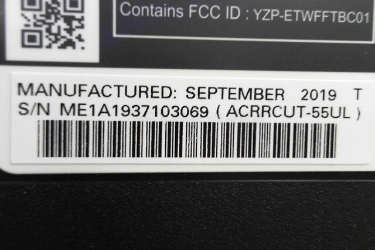 Contains FCC ID : YZP-ETWFFTBC01
MANUFACTURED: SEPTEMBER 2019 T
S/N ME1A1937103069 ( ACRRCUT-55UL )